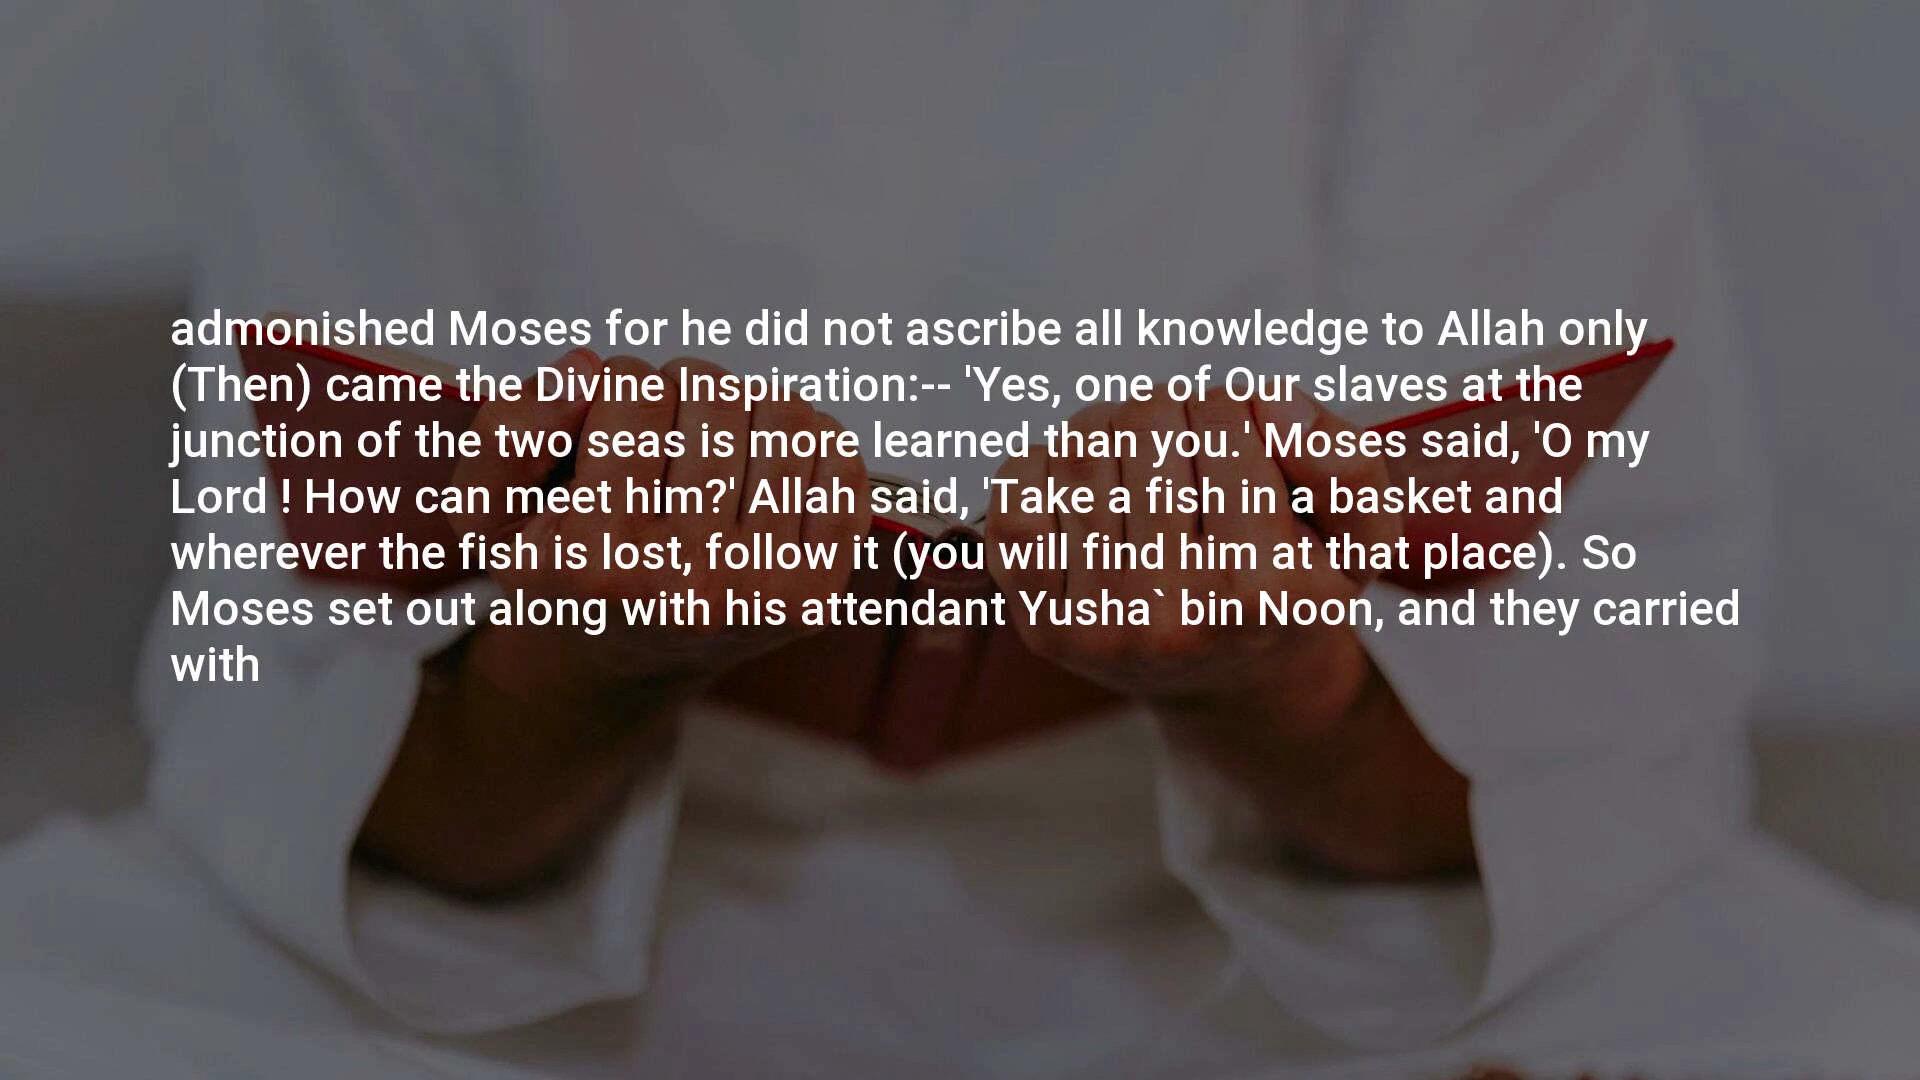 admonished Moses for he did not ascribe all knowledge to Allah only
(Then) came the Divine Inspiration:-- 'Yes, one of Our slaves at the
junction of the two seas is more learned than you.' Moses said, 'O my
Lord ! How can meet him?' Allah said, 'Take a fish in a basket and
wherever the fish is lost, follow it (you will find him at that place). So
Moses set out along with his attendant Yusha` bin Noon, and they carried
with